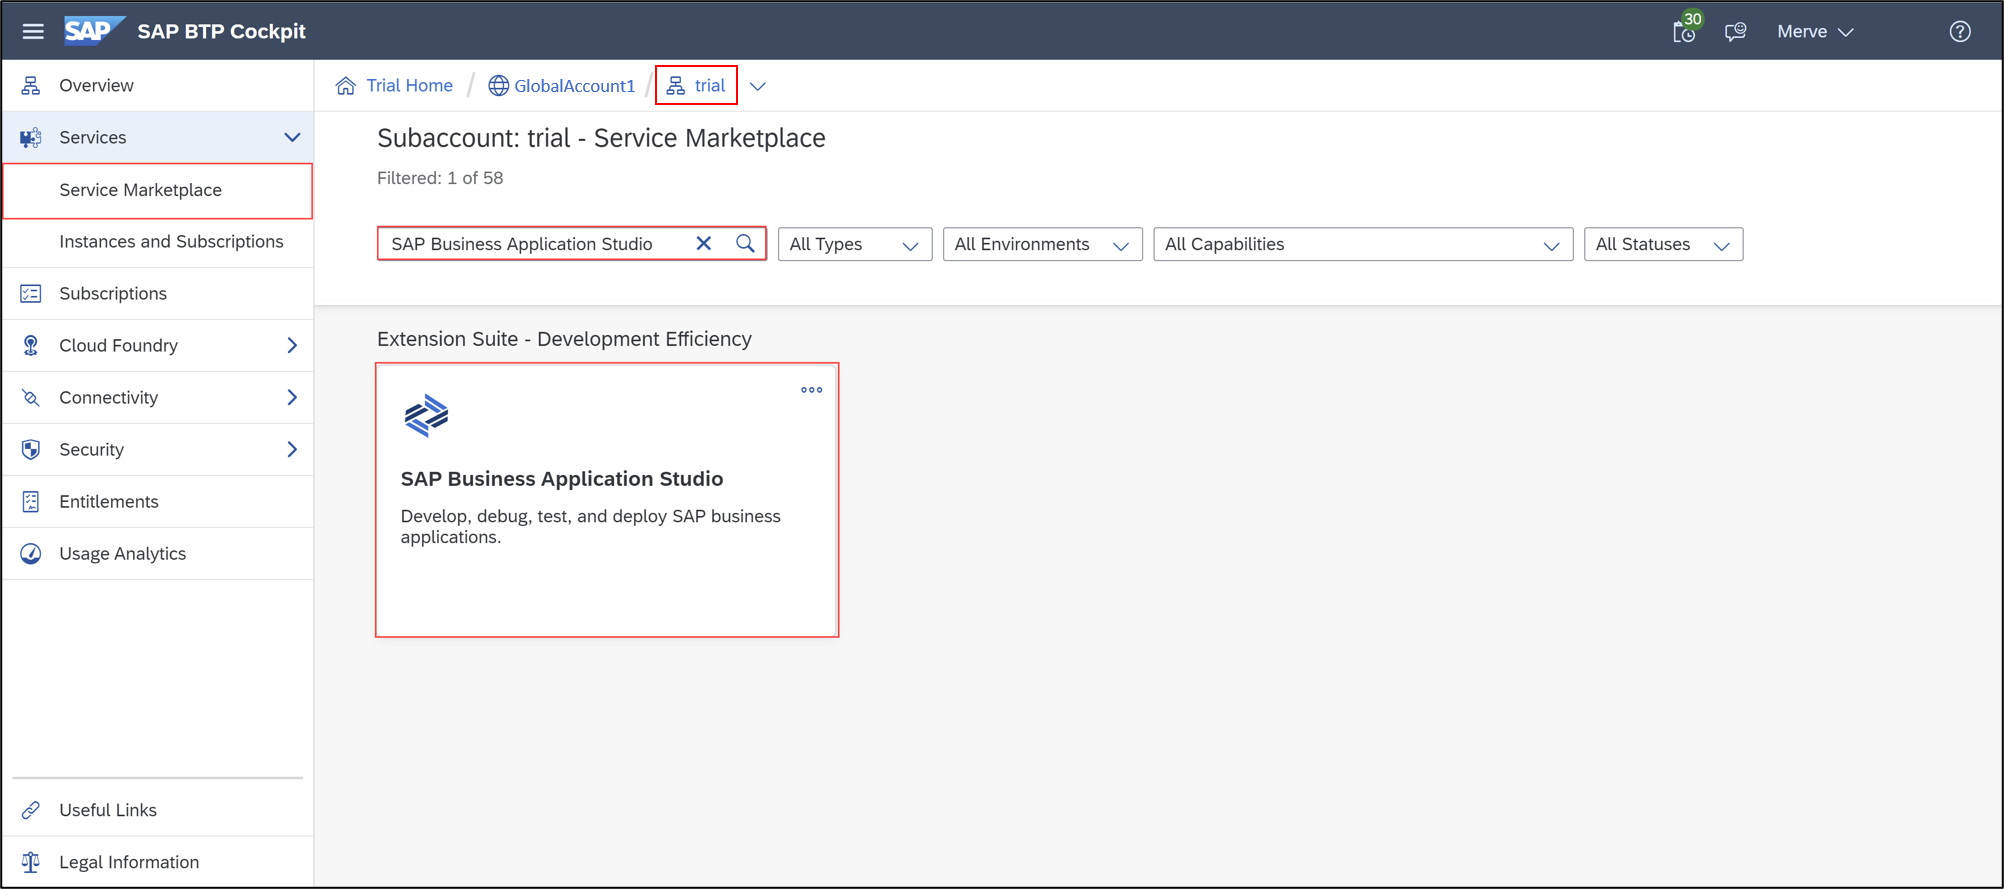 SAP SAP BTP Cockpit
30
Merve
?
Overview
Services
Service Marketplace
Instances and Subscriptions
Subscriptions
Cloud Foundry
Connectivity
Security
Entitlements
Usage Analytics
Useful Links
Legal Information
Trial Home / GlobalAccount1 / trial
Subaccount: trial - Service Marketplace
Filtered: 1 of 58
SAP Business Application Studio
All Types
All Environments
All Capabilities
All Statuses
Extension Suite - Development Efficiency
SAP Business Application Studio
Develop, debug, test, and deploy SAP business
applications.